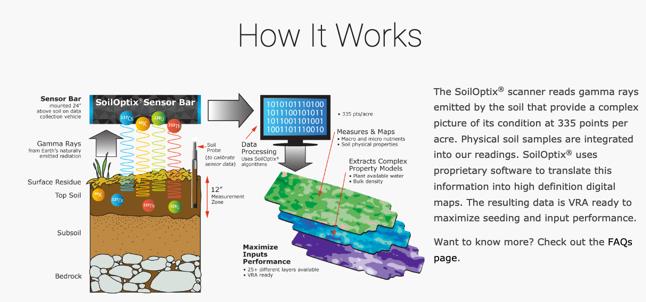 How It Works
Sensor Bar
mounted 24"
above soil on data
collection vehicle
SoilOptix® Sensor Bar
Gamma Rays
from Earth's naturally
emitted radiation
Soil
Probe
(to calibrate
sensor data)
Surface Residue
Top Soil
12"
Measurement
Zone
Subsoil
Bedrock
1010101110100
1011100101011
1011001101001
1001101110010
Data
Processing
Uses SoilOptix®
algorithms
• 335 pts/acre
Measures & Maps
• Macro and micro nutrients
• Soil physical properties
Extracts Complex
Property Models
• Plant available water
• Bulk density
Maximize
Inputs
Performance
• 25+ different layers available
• VRA ready
The SoilOptix® scanner reads gamma rays
emitted by the soil that provide a complex
picture of its condition at 335 points per
acre. Physical soil samples are integrated
into our readings. SoilOptix® uses
proprietary software to translate this
information into high definition digital
maps. The resulting data is VRA ready to
maximize seeding and input performance.
Want to know more? Check out the FAQs
page.